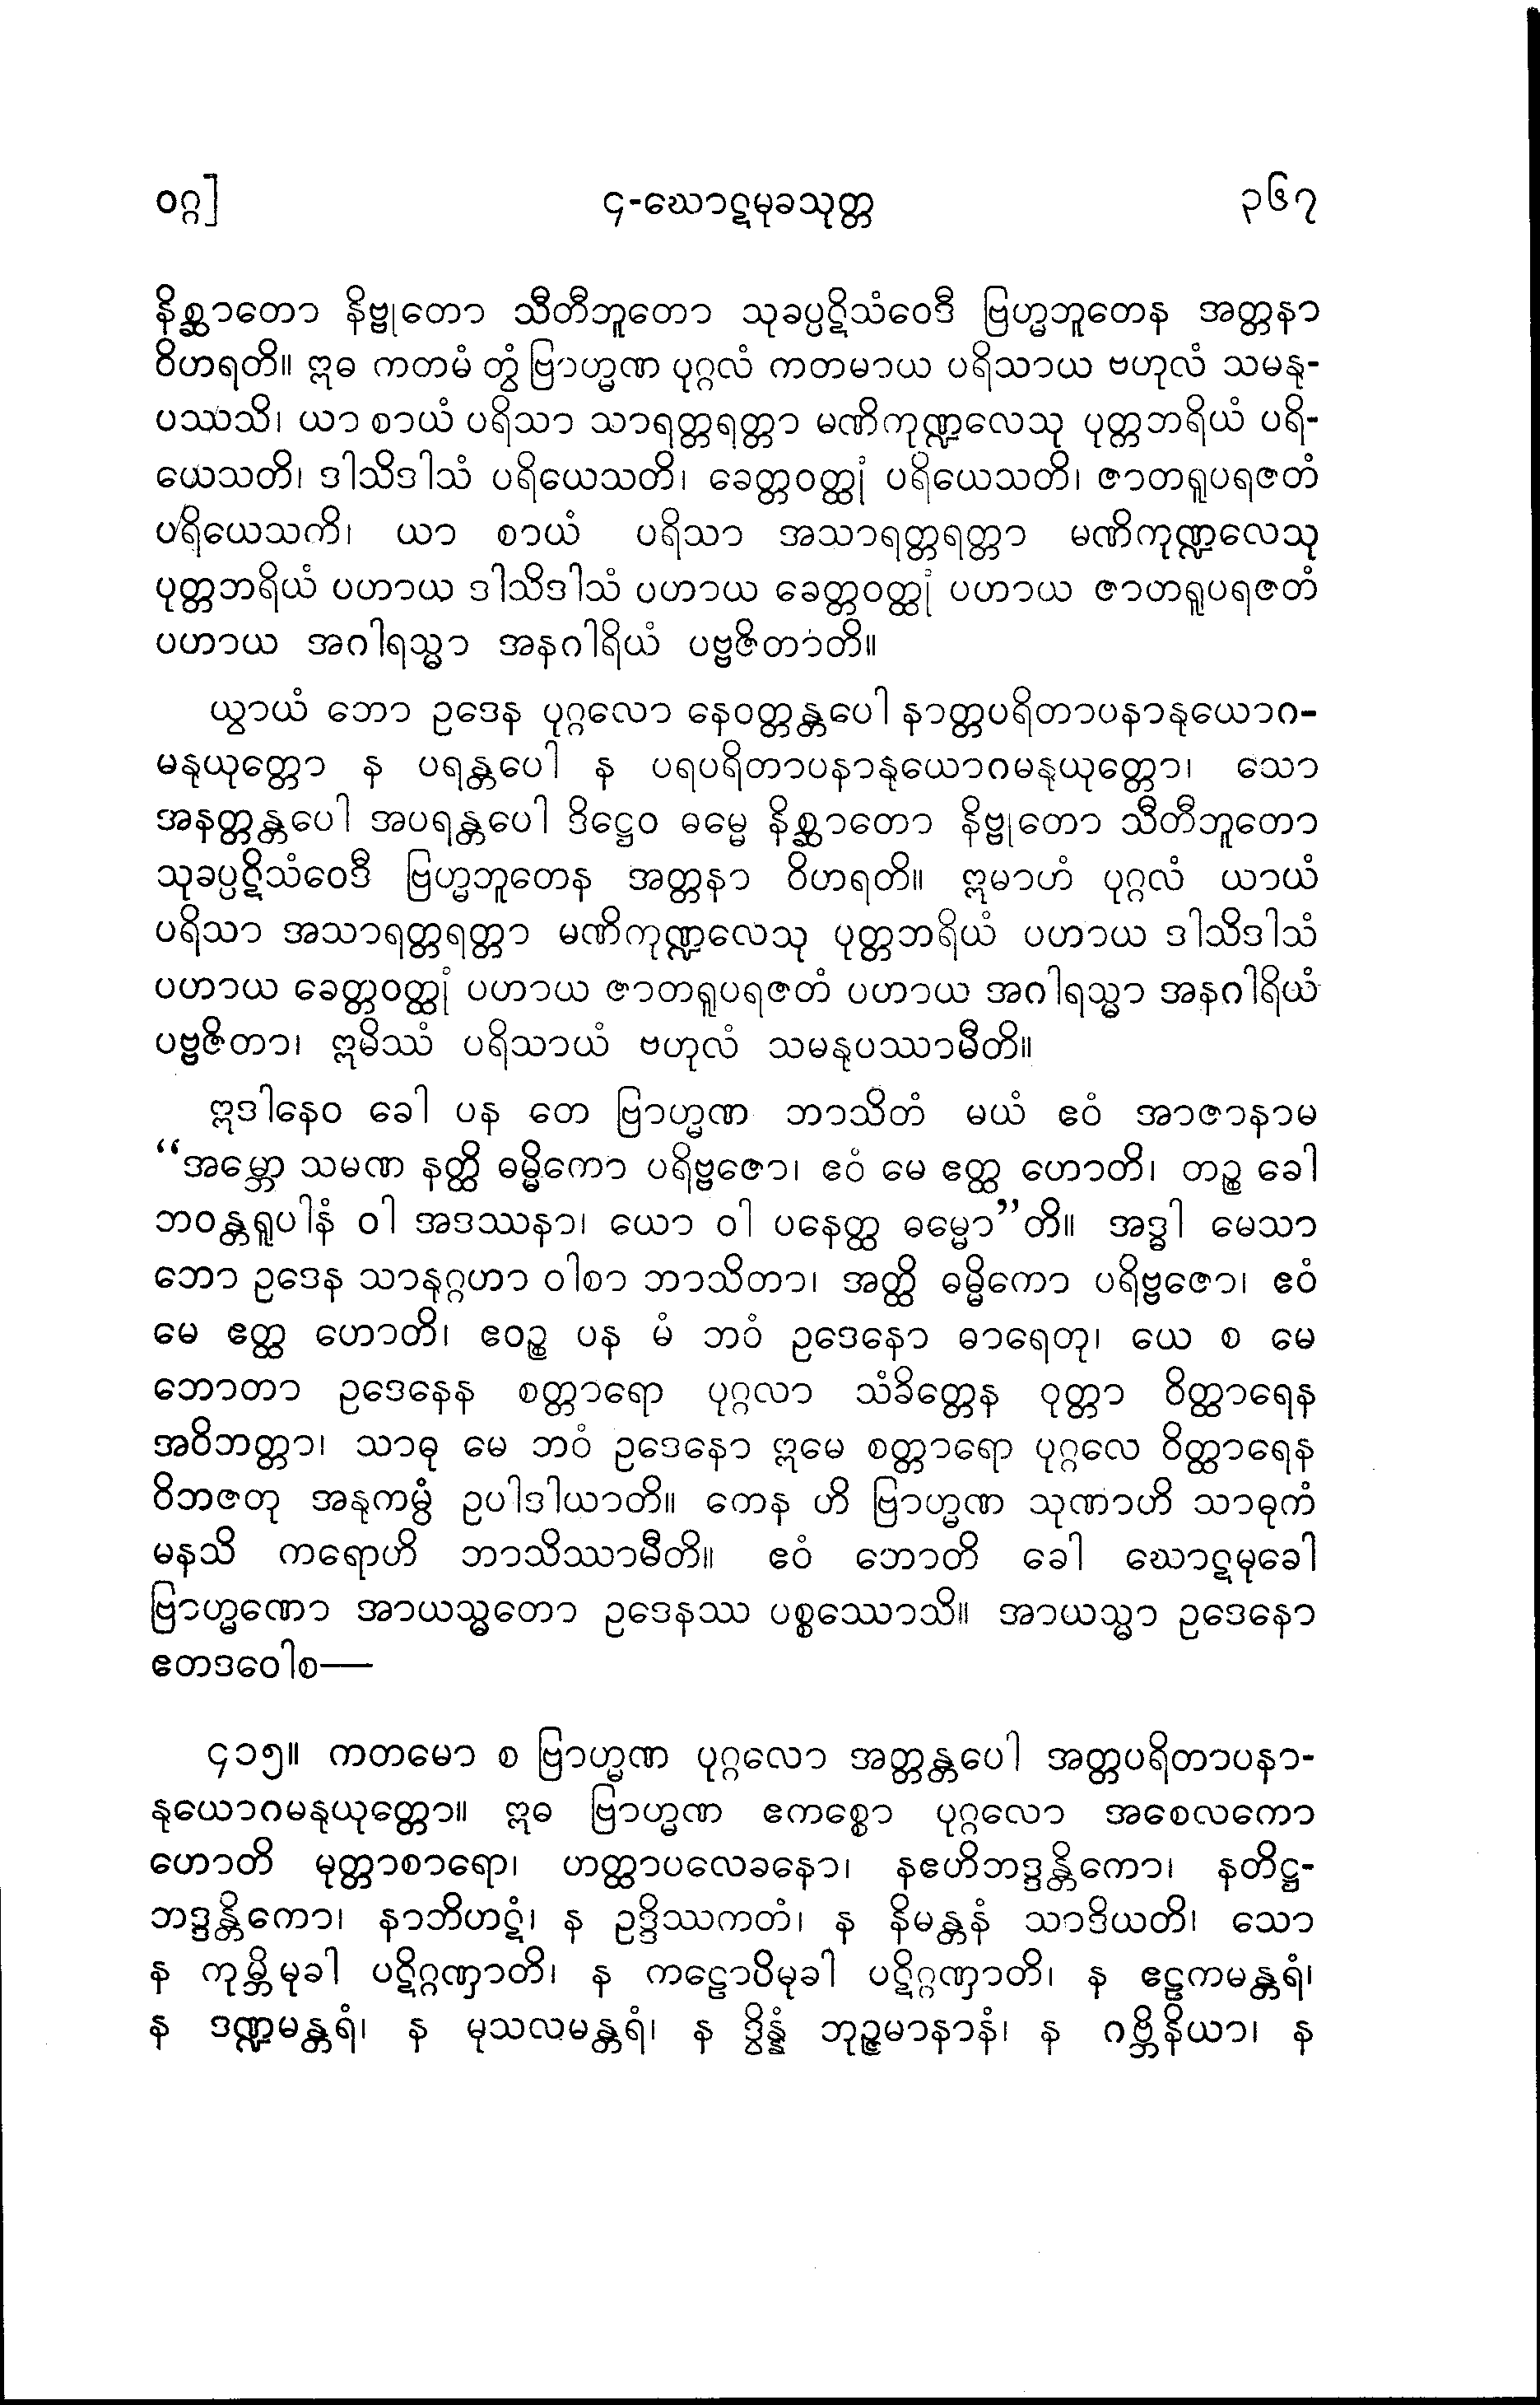 ဝဂ္ဂ]
၄-ဃောဋမုခသုတ္တ
၃၆၇
နိစ္ဆာတော နိဗ္ဗုတော သီတီဘူတော သုခပ္ပဋိသံဝေဒီ ဗြဟ္မဘူတေန အတ္တနာ
ဝိဟရတိ။ ဣဓ ကတမံ တွံ ဗြာဟ္မဏ ပုဂ္ဂလံ ကတမာယ ပရိသာယ ဗဟုလံ သမနု-
ပဿသိ၊ ယာ စာယံ ပရိသာ သာရတ္တရတ္တာ မဏိကုဏ္ဍလေသု ပုတ္တဘရိယံ ပရိ-
ယေသတိ၊ ဒါသိဒါသံ ပရိယေသတိ၊ ခေတ္တဝတ္ထုံ ပရိယေသတိ၊ ဇာတရူပရဇတံ
ပရိယေသကိ၊ ယာ စာယံ ပရိသာ အသာရတ္တရတ္တာ မဏိကုဏ္ဍလေသု
ပုတ္တဘရိယံ ပဟာယ ဒါသိဒါသံ ပဟာယ ခေတ္တဝတ္ထုံ ပဟာယ ဇာတရူပရဇတံ
ပဟာယ အဂါရသ္မာ အနဂါရိယံ ပဗ္ဗဇိတာတိ။
ယွာယံ ဘော ဥဒေန ပုဂ္ဂလော နေဝတ္တန္တပေါ နာတ္တပရိတာပနာနုယောဂ-
မနုယုတ္တော န ပရန္တပေါ န ပရပရိတာပနာနုယောဂမနုယုတ္တော၊ သော
အနတ္တန္တပေါ အပရန္တပေါ ဒိဋ္ဌေဝ ဓမ္မေ နိစ္ဆာတော နိဗ္ဗုတော သီတီဘူတော
သုခပ္ပဋိသံဝေဒီ ဗြဟ္မဘူတေန အတ္တနာ ဝိဟရတိ။ ဣမာဟံ ပုဂ္ဂလံ ယာယံ
ပရိသာ အသာရတ္တရတ္တာ မဏိကုဏ္ဍလေသု ပုတ္တဘရိယံ ပဟာယ ဒါသိဒါသံ
ပဟာယ ခေတ္တဝတ္ထုံ ပဟာယ ဇာတရူပရဇတံ ပဟာယ အဂါရသ္မာ အနဂါရိယံ
ပဗ္ဗဇိတာ၊ ဣမိဿံ ပရိသာယံ ဗဟုလံ သမနုပဿာမီတိ။
ဣဒါနေဝ ခေါ ပန တေ ဗြာဟ္မဏ ဘာသိတံ မယံ ဧဝံ အာဇာနာမ
“အမ္ဘော သမဏ နတ္ထိ ဓမ္မိကော ပရိဗ္ဗဇော၊ ဧဝံ မေ ဧတ္ထ ဟောတိ၊ တဉ္စ ခေါ
ဘဝန္တရူပါနံ ဝါ အဒဿနာ၊ ယော ဝါ ပနေတ္ထ ဓမ္မော”တိ။ အဒ္ဓါ မေသာ
ဘော ဥဒေန သာနုဂ္ဂဟာ ဝါစာ ဘာသိတာ၊ အတ္ထိ ဓမ္မိကော ပရိဗ္ဗဇော၊ ဧဝံ
မေ ဧတ္ထ ဟောတိ၊ ဧဝဉ္စ ပန မံ ဘဝံ ဥဒေနော ဓာရေတု၊ ယေ စ မေ
ဘောတာ ဥဒေနေန စတ္တာရော ပုဂ္ဂလာ သံခိတ္တေန ဝုတ္တာ ဝိတ္ထာရေန
အဝိဘတ္တာ၊ သာဓု မေ ဘဝံ ဥဒေနော ဣမေ စတ္တာရော ပုဂ္ဂလေ ဝိတ္ထာရေန
ဝိဘဇတု အနုကမ္ပံ ဥပါဒါယာတိ။ တေန ဟိ ဗြာဟ္မဏ သုဏာဟိ သာဓုကံ
မနသိ ကရောဟိ ဘာသိဿာမီတိ။ ဧဝံ ဘောတိ ခေါ ဃောဋမုခေါ
ဗြာဟ္မဏော အာယသ္မတော ဥဒေနဿ ပစ္စဿောသိ။ အာယသ္မာ ဥဒေနော
ဧတဒဝေါစ—
၄၁၅။ ကတမော စ ဗြာဟ္မဏ ပုဂ္ဂလော အတ္တန္တပေါ အတ္တပရိတာပနာ-
နုယောဂမနုယုတ္တော။ ဣဓ ဗြာဟ္မဏ ဧကစ္စော ပုဂ္ဂလော အစေလကော
ဟောတိ မုတ္တာစာရော၊ ဟတ္ထာပလေခနော၊ နဧဟိဘဒ္ဒန္တိကော၊ နတိဋ္ဌ-
ဘဒ္ဒန္တိကော၊ နာဘိဟဋံ၊ န ဥဒ္ဒိဿကတံ၊ န နိမန္တနံ သာဒိယတိ၊ သော
န ကုမ္ဘိမုခါ ပဋိဂ္ဂဏှာတိ၊ န ကဠောပိမုခါ ပဋိဂ္ဂဏှာတိ၊ န ဧဠကမန္တရံ၊
န ဒဏ္ဍမန္တရံ၊ န မုသလမန္တရံ၊ န ဒွိန္နံ ဘုဉ္ဇမာနာနံ၊ န ဂဗ္ဘိနိယာ၊ န